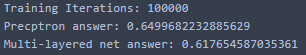 Training Iterations: 100000
Precptron answer: 0.6499682232885629
Multi-layered net answer: 0.617654587035361